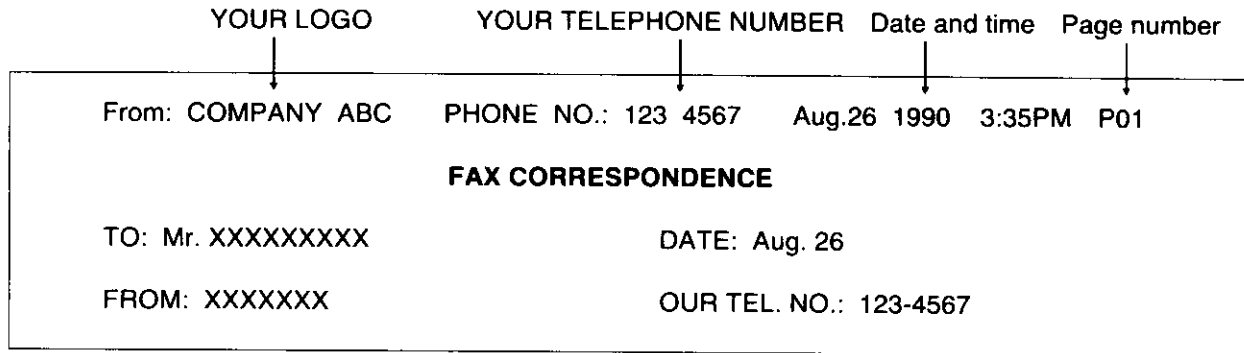 YOUR LOGO YOUR TELEPHONE NUMBER Date and time Page number
From: COMPANY ABC PHONE NO.: 123 4567 Aug.26 1990 3:35PM P01
FAX CORRESPONDENCE
TO: Mr. XXXXXXXXX DATE: Aug. 26
FROM: XXXXXXX OUR TEL. NO.: 123-4567